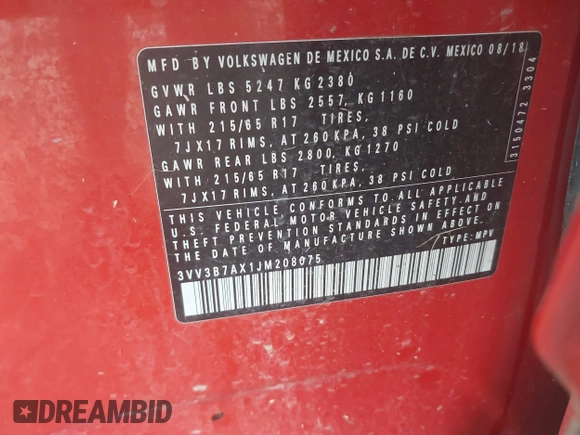 MFD BY VOLKSWAGEN DE MEXICO S.A. DE C.V. MEXICO 08/18
GVWR LBS 5247 KG 2380
GAWR FRONT LBS 2557, KG 1160
WITH 215/65 R17 TIRES,
7JX17 RIMS, AT 260 KPA, 38 PSI COLD
GAWR REAR LBS 2800, KG 1270
WITH 215/65 R17 TIRES,
7JX17 RIMS, AT 260 KPA, 38 PSI COLD
THIS VEHICLE CONFORMS TO ALL APPLICABLE
U.S. FEDERAL MOTOR VEHICLE SAFETY AND
THEFT PREVENTION STANDARDS IN EFFECT ON
THE DATE OF MANUFACTURE SHOWN ABOVE.
3VV3B7AX1JM208075
TYPE: MPV
3150472 3304
DREAMBID